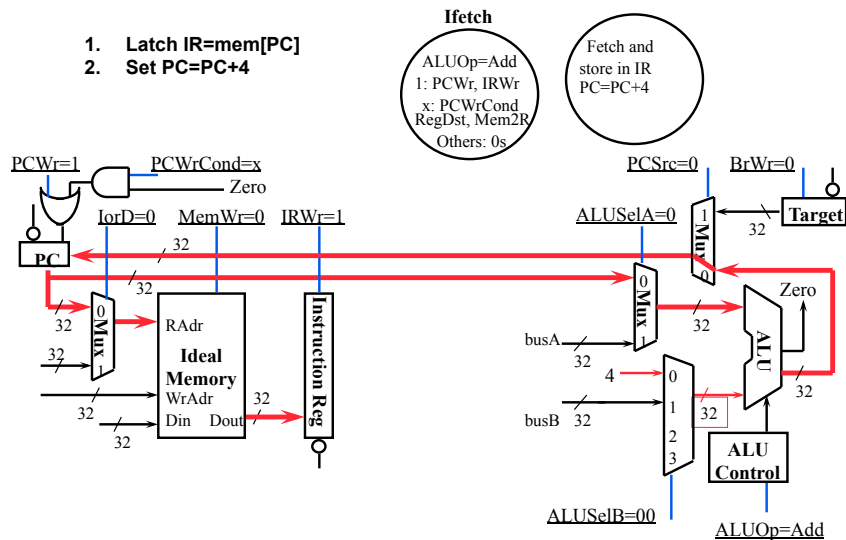 Ifetch
1. Latch IR=mem[PC]
2. Set PC=PC+4
ALUOp=Add
1: PCWr, IRWr
x: PCWrCond
RegDst, Mem2R
Others: 0s
Fetch and
store in IR
PC=PC+4
PCWr=1
PCWrCond=x
Zero
PCSrc=0
BrWr=0
IorD=0
MemWr=0
IRWr=1
ALUSelA=0
1
Mux
0
32
Target
PC
32
32
32
0
Mux
1
32
RAdr
Ideal
Memory
WrAdr
Din
Dout
32
32
32
Instruction Reg
0
Mux
1
32
busA
32
Zero
ALU
32
4
0
1
2
3
32
busB
32
ALU
Control
ALUSelB=00
ALUOp=Add